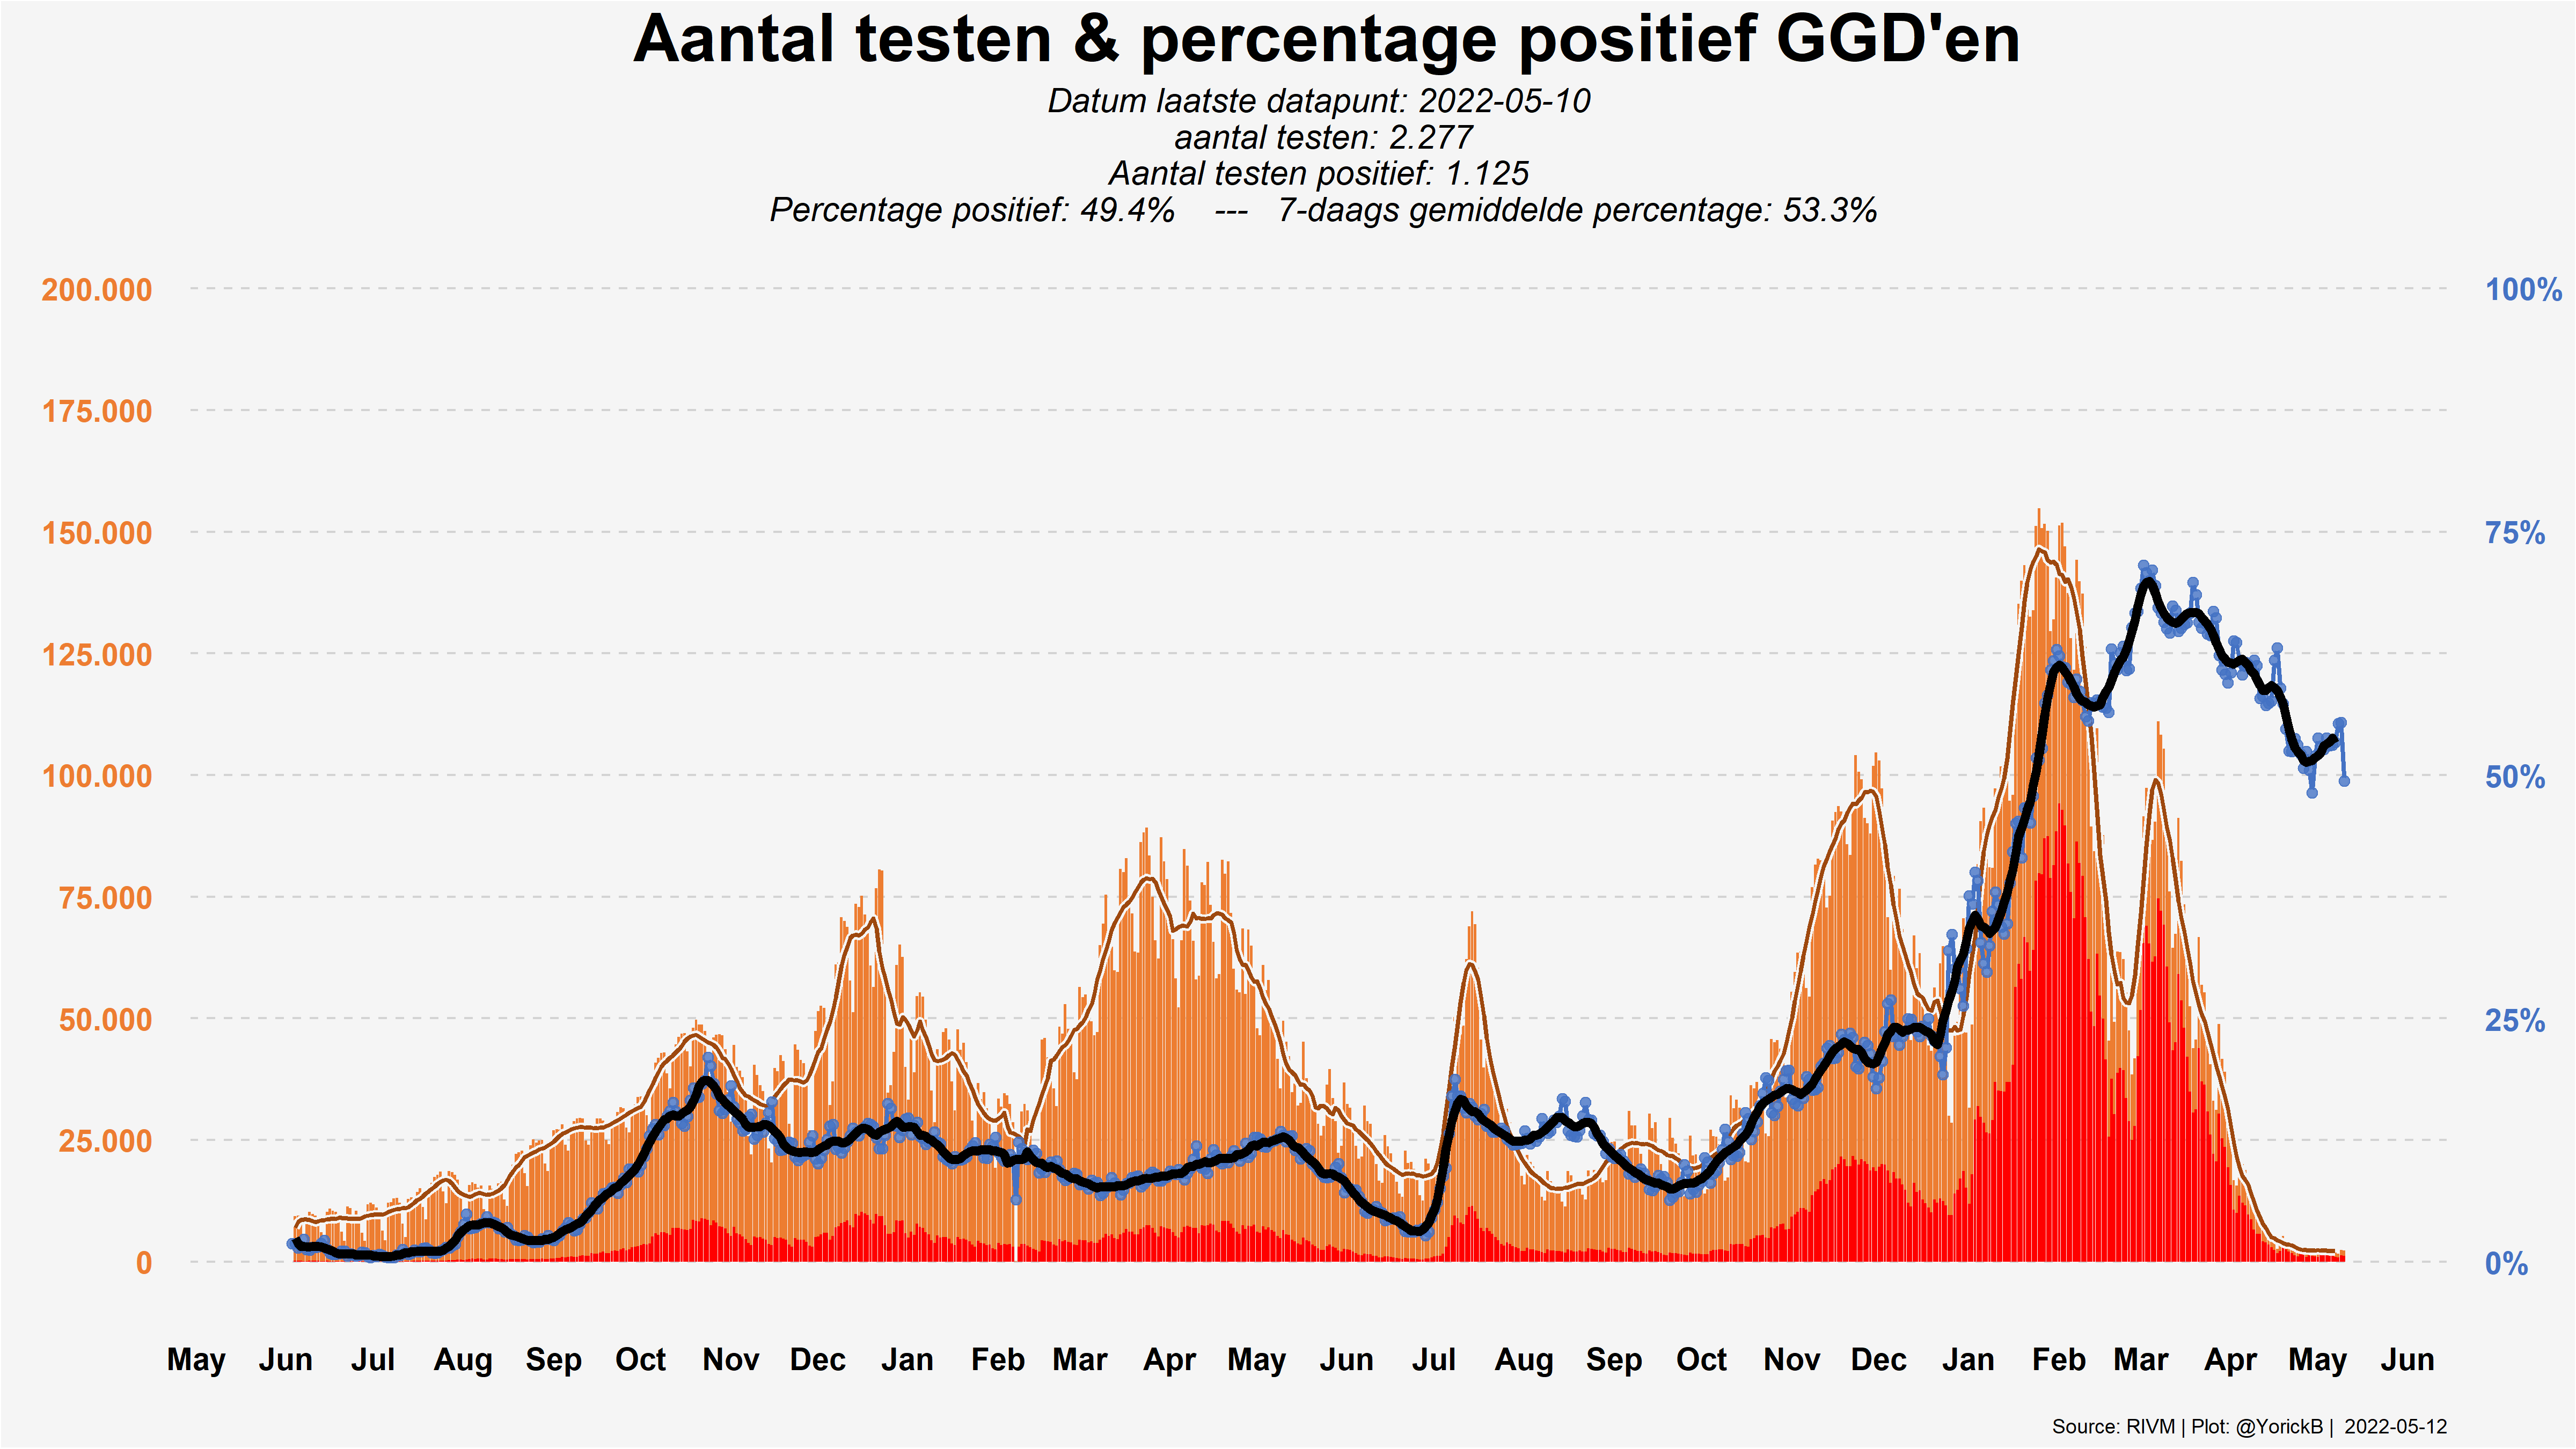 Aantal testen & percentage positief GGD'en
Datum laatste datapunt: 2022-05-10
aantal testen: 2.277
Aantal testen positief: 1.125
Percentage positief: 49.4% --- 7-daags gemiddelde percentage: 53.3%
200.000 100%
175.000
150.000 75%
125.000
100.000 50%
75.000
50.000 25%
25.000
0 0%
May Jun Jul Aug Sep Oct Nov Dec Jan Feb Mar Apr May Jun Jul Aug Sep Oct Nov Dec Jan Feb Mar Apr May Jun
Source: RIVM | Plot: @YorickB | 2022-05-12